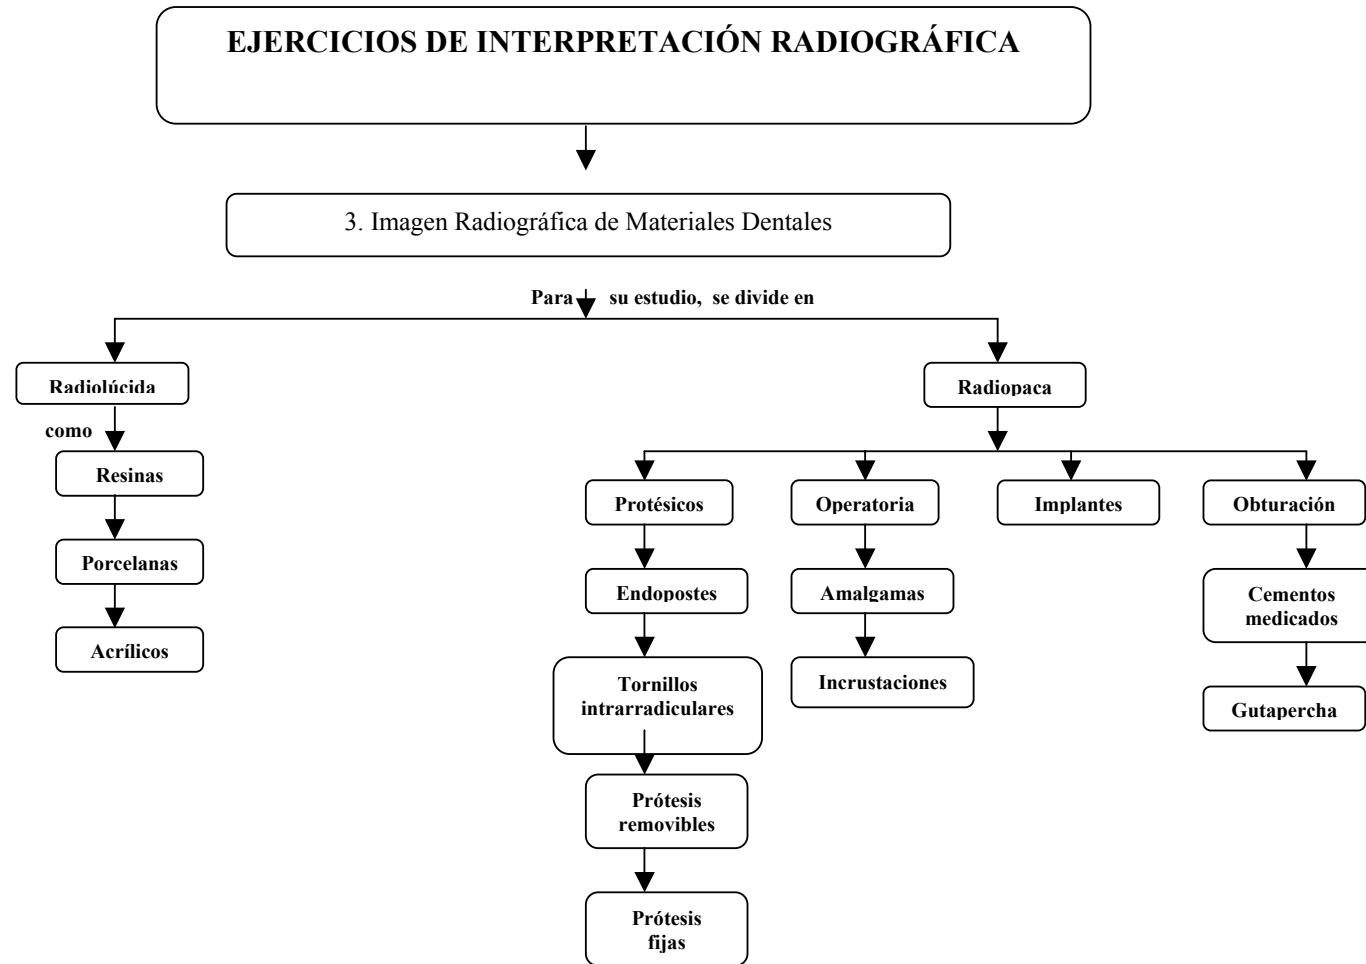 EJERCICIOS DE INTERPRETACIÓN RADIOGRÁFICA
3. Imagen Radiográfica de Materiales Dentales
Para su estudio, se divide en
Radiolúcida
Radiopaca
como
Resinas
Porcelanas
Acrílicos
Protésicos
Operatoria
Implantes
Obturación
Endopostes
Amalgamas
Cementos
medicados
Tornillos
intrarradiculares
Incrustaciones
Gutapercha
Prótesis
removibles
Prótesis
fijas